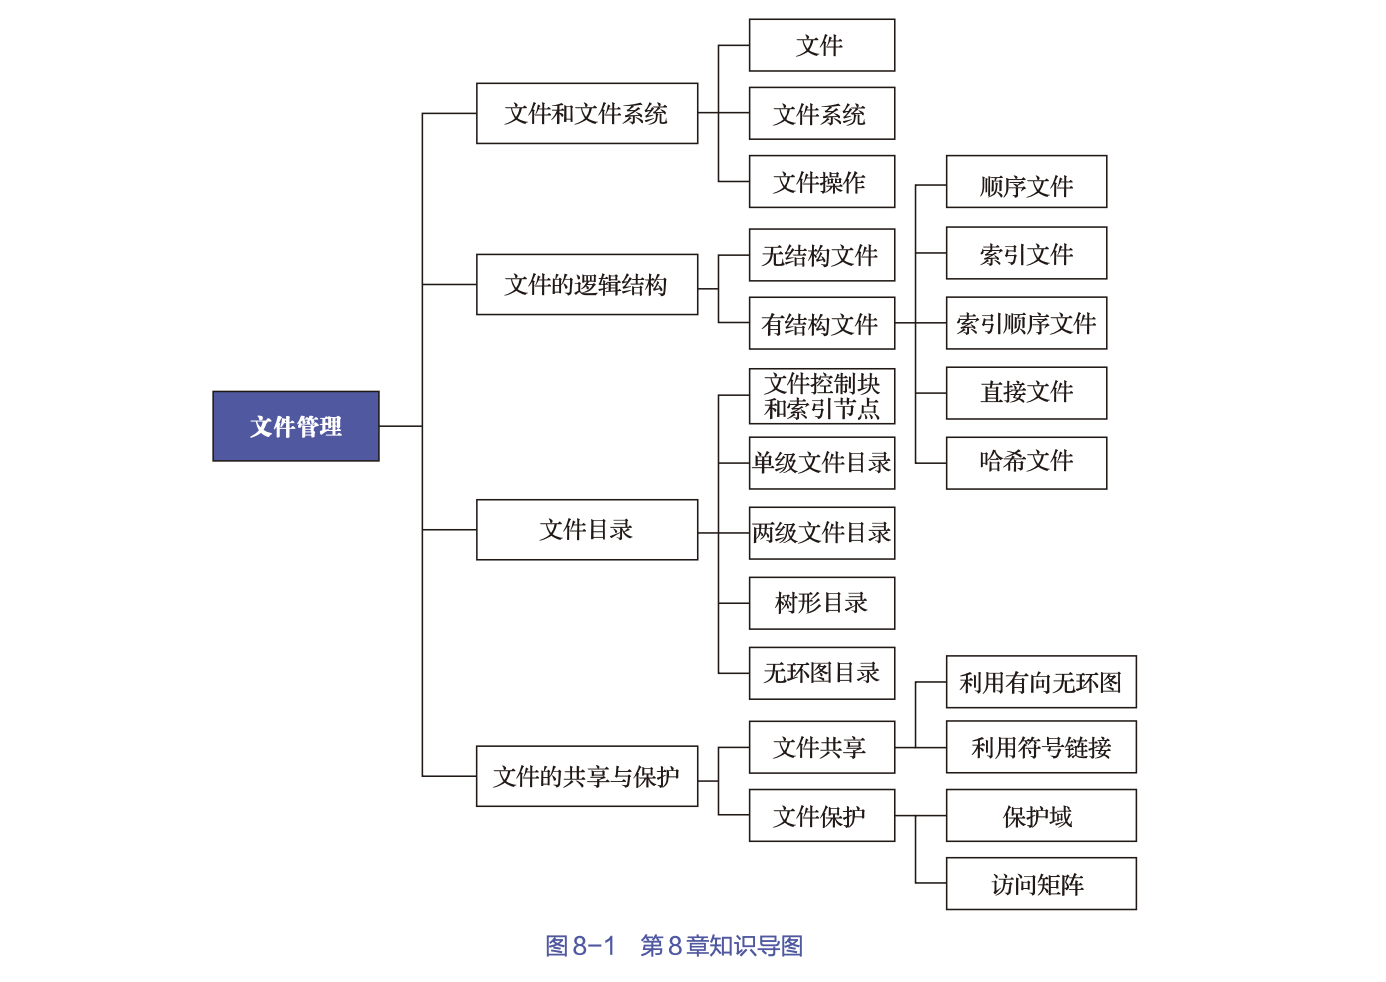 文件管理
文件和文件系统
文件
文件系统
文件操作
文件的逻辑结构
无结构文件
有结构文件
顺序文件
索引文件
索引顺序文件
直接文件
哈希文件
文件目录
文件控制块
和索引节点
单级文件目录
两级文件目录
树形目录
无环图目录
文件的共享与保护
文件共享
利用有向无环图
利用符号链接
文件保护
保护域
访问矩阵
图 8-1 第 8 章知识导图